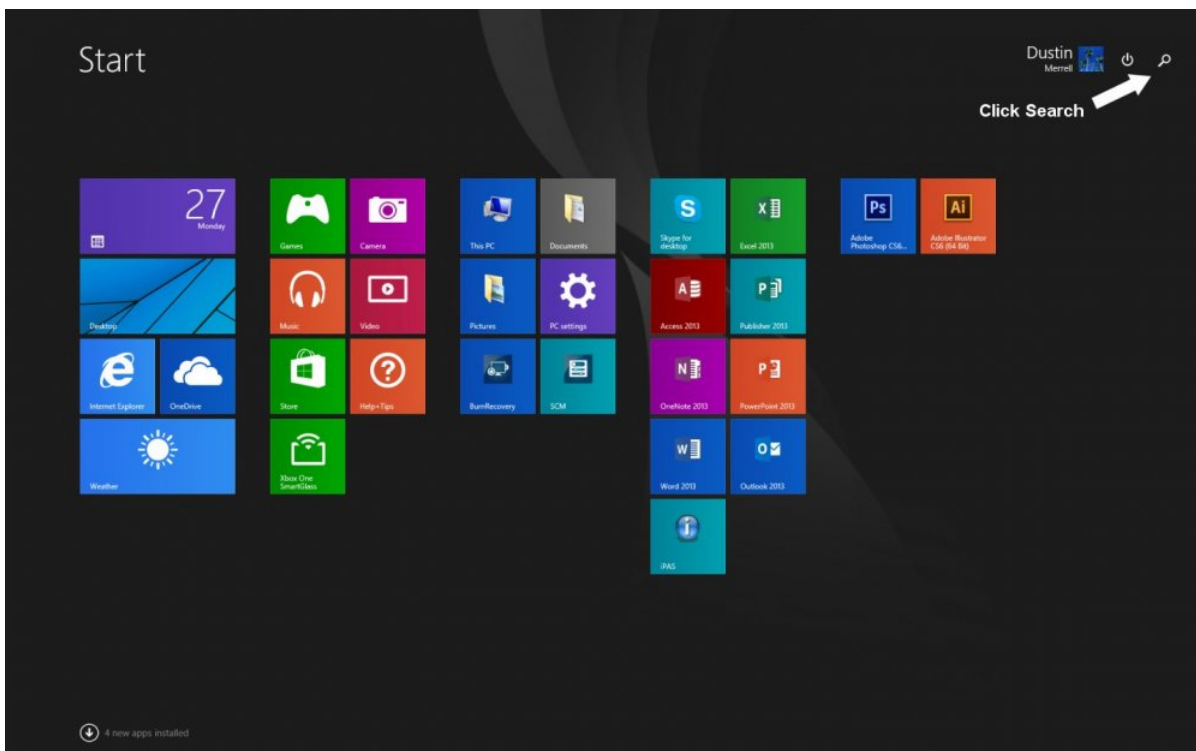 Start
Dustin
Merrell
Click Search
27
Monday
Games
Camera
This PC
Documents
Skype for
desktop
Excel 2013
Ps
Adobe
Photoshop CS6...
Ai
Adobe Illustrator
CS6 (64 Bit)
Desktop
Music
Video
Pictures
PC settings
Access 2013
Publisher 2013
Internet Explorer
OneDrive
Store
Help+Tips
BurnRecovery
SCM
OneNote 2013
PowerPoint 2013
Weather
Xbox One
SmartGlass
Word 2013
Outlook 2013
iPAS
4 new apps installed